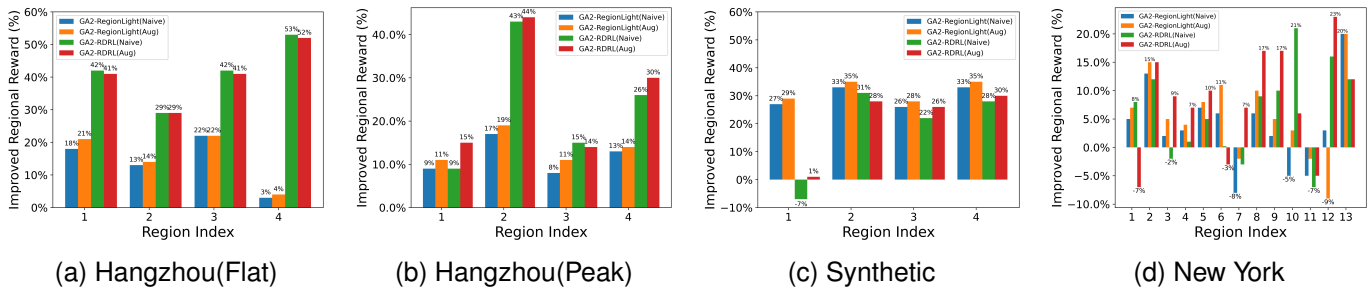 Improved Regional Reward (%)
60%
50%
40%
30%
20%
10%
0%
GA2-RegionLight(Naive)
GA2-RegionLight(Aug)
GA2-RDRL(Naive)
GA2-RDRL(Aug)
18% 21% 42% 41%
13% 14% 29% 29%
22% 22% 42% 41%
3% 4% 53% 52%
1 2 3 4
Region Index
(a) Hangzhou(Flat)
Improved Regional Reward (%)
40.0%
30.0%
20.0%
10.0%
0.0%
GA2-RegionLight(Naive)
GA2-RegionLight(Aug)
GA2-RDRL(Naive)
GA2-RDRL(Aug)
9% 11% 9% 15%
17% 19% 43% 44%
8% 11% 15% 14%
13% 14% 26% 30%
1 2 3 4
Region Index
(b) Hangzhou(Peak)
Improved Regional Reward (%)
60%
50%
40%
30%
20%
10%
0%
−10%
GA2-RegionLight(Naive)
GA2-RegionLight(Aug)
GA2-RDRL(Naive)
GA2-RDRL(Aug)
27% 29% -7% 1%
33% 35% 31% 28%
26% 28% 22% 26%
33% 35% 28% 30%
1 2 3 4
Region Index
(c) Synthetic
Improved Regional Reward (%)
20.0%
15.0%
10.0%
5.0%
0.0%
−5.0%
−10.0%
GA2-RegionLight(Naive)
GA2-RegionLight(Aug)
GA2-RDRL(Naive)
GA2-RDRL(Aug)
8% 15% 9% 7% 10% 11% 7% 17% 17% 21% 23% 20%
-7% -2% -3% -8% -5% -7% -9%
1 2 3 4 5 6 7 8 9 10 11 12 13
Region Index
(d) New York